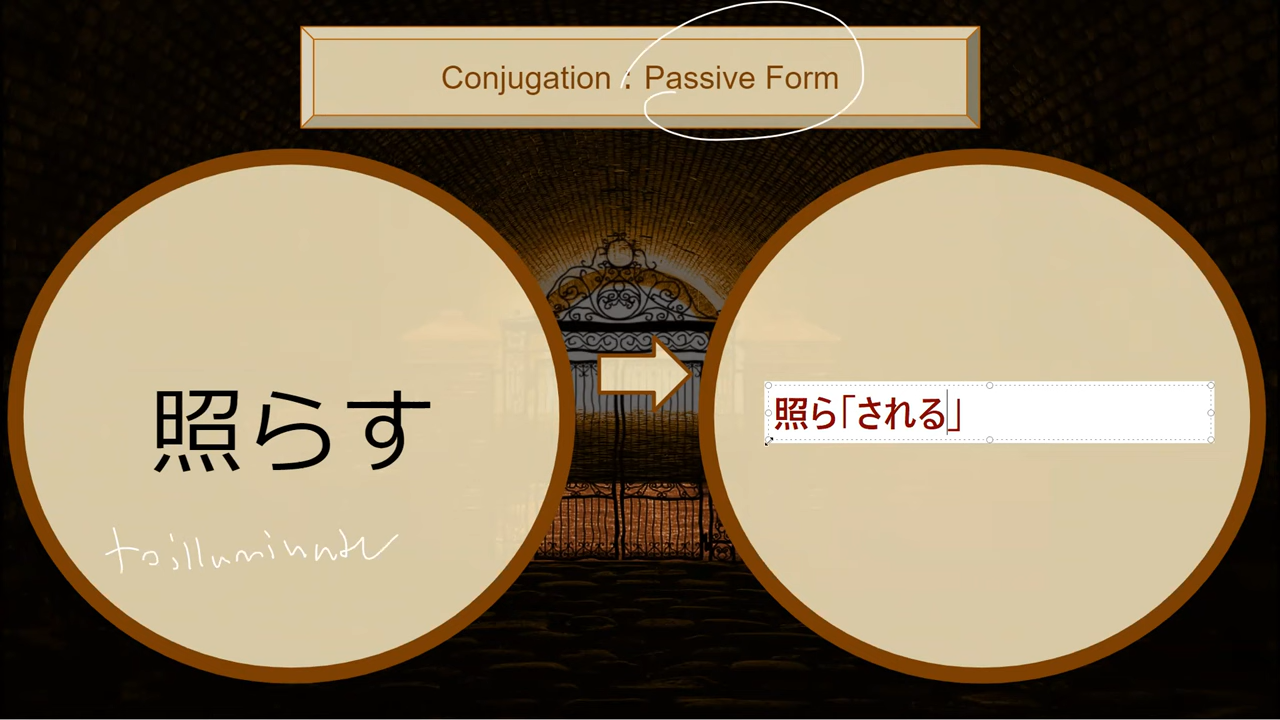 Conjugation : Passive Form
照らす
to illuminate
照ら「される」